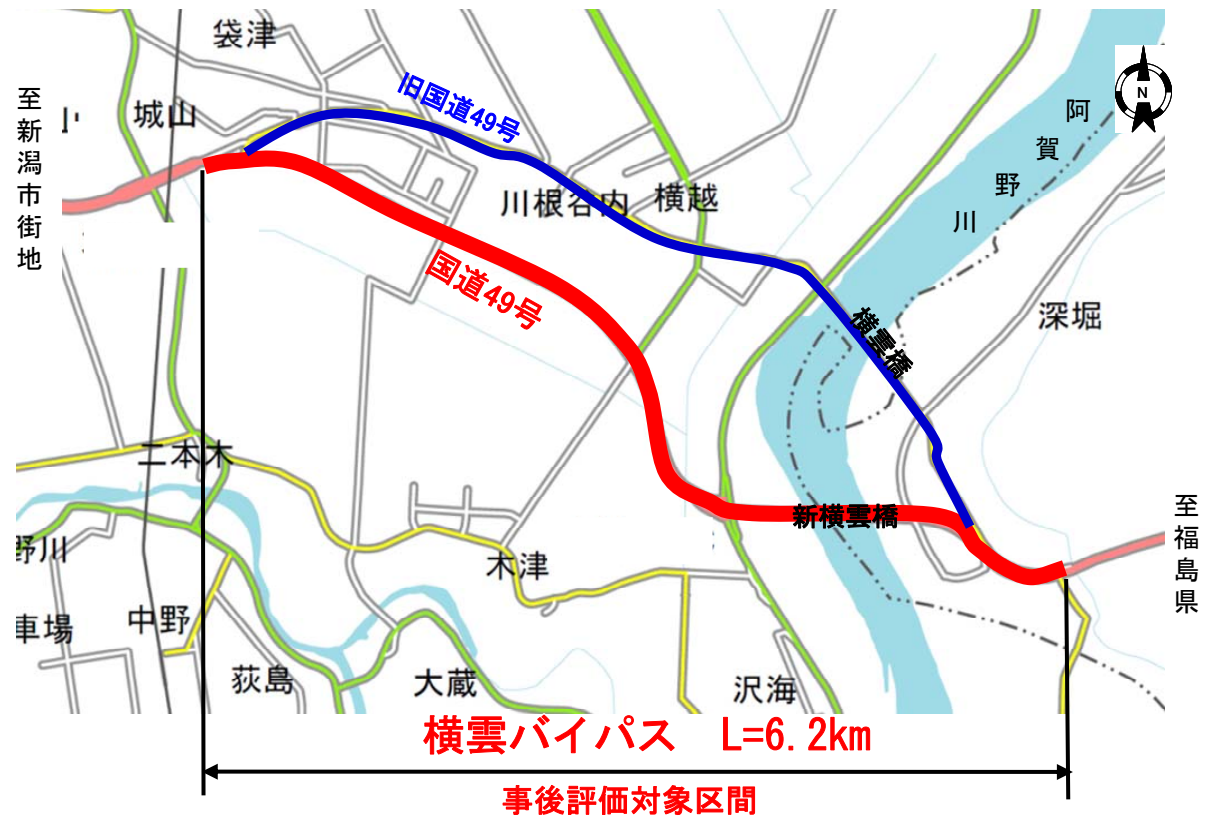 袋津
旧国道49号
至新潟市街地
城山
阿賀野川
N
川根谷内
横越
国道49号
深堀
横雲橋
二本木
新横雲橋
至福島県
野川
木津
車場
中野
荻島
大蔵
沢海
横雲バイパス L=6.2km
事後評価対象区間